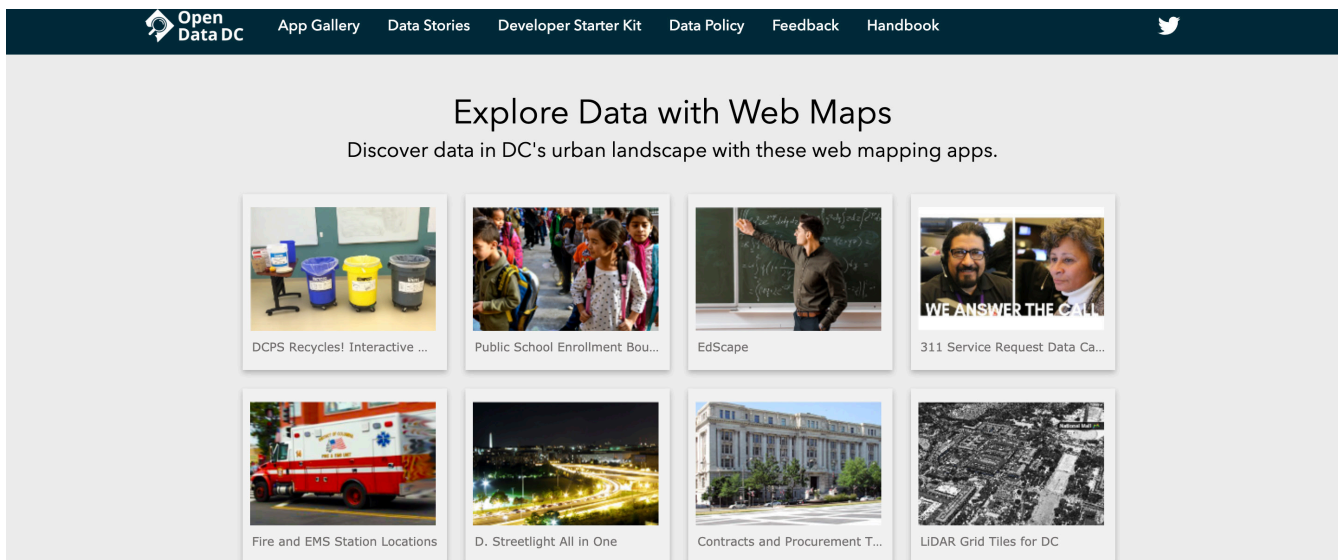 Open
Data DC
App Gallery
Data Stories
Developer Starter Kit
Data Policy
Feedback
Handbook
Explore Data with Web Maps
Discover data in DC's urban landscape with these web mapping apps.
DCPS Recycles! Interactive ...
Public School Enrollment Bou...
EdScape
WE ANSWER THE CALL
311 Service Request Data Ca...
Fire and EMS Station Locations
D. Streetlight All in One
Contracts and Procurement T...
National Mall
LiDAR Grid Tiles for DC